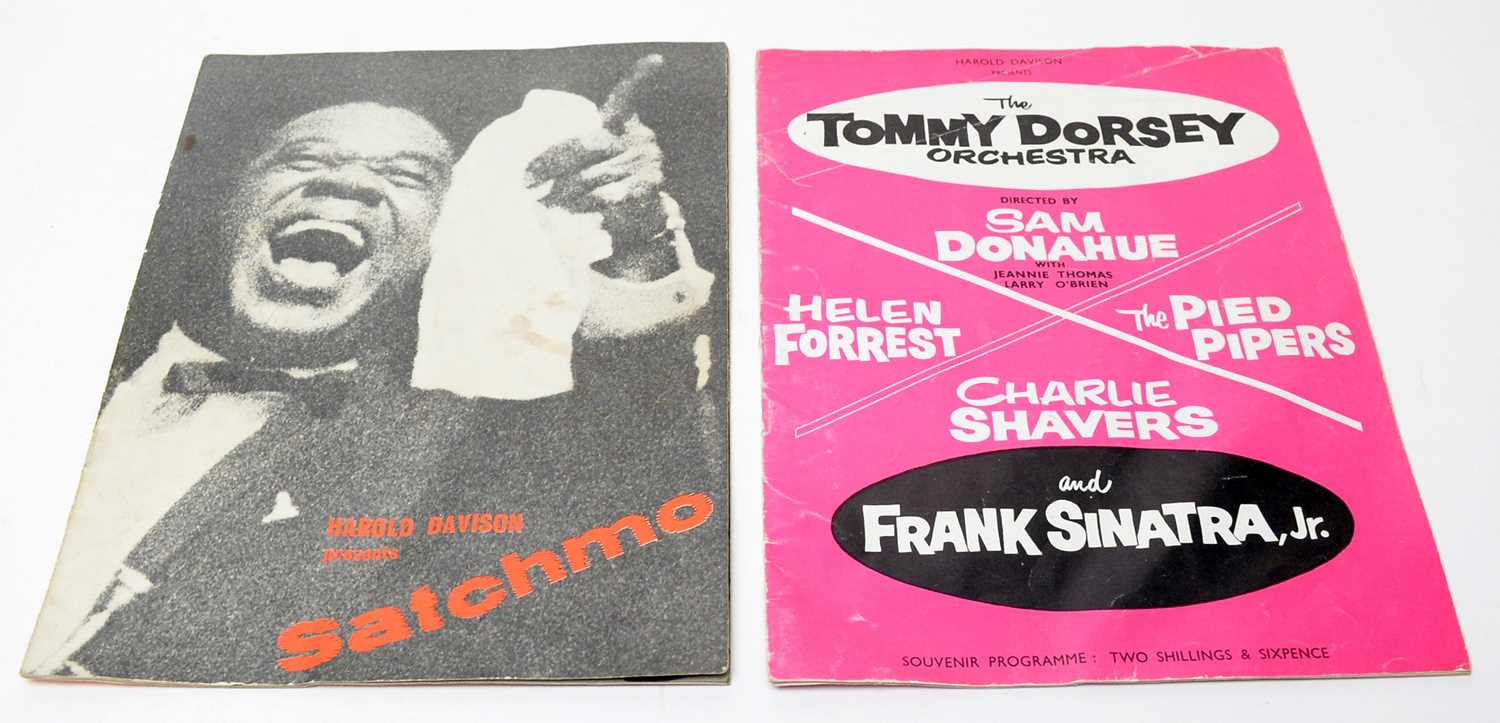 HAROLD DAVISON
presents
Satchmo
HAROLD DAVISON
PRESENTS
The
TOMMY DORSEY
ORCHESTRA
DIRECTED BY
SAM
DONAHUE
WITH
JEANNIE THOMAS
LARRY O'BRIEN
HELEN
FORREST
The PIED
PIPERS
CHARLIE
SHAVERS
and
FRANK SINATRA, Jr.
SOUVENIR PROGRAMME: TWO SHILLINGS & SIXPENCE